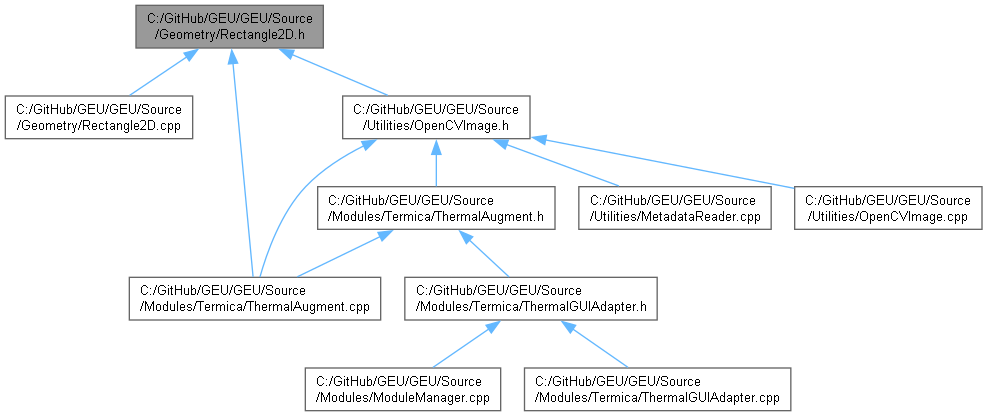 C:/GitHub/GEU/GEU/Source
/Geometry/Rectangle2D.h
C:/GitHub/GEU/GEU/Source
/Geometry/Rectangle2D.cpp
C:/GitHub/GEU/GEU/Source
/Utilities/OpenCVImage.h
C:/GitHub/GEU/GEU/Source
/Modules/Termica/ThermalAugment.h
C:/GitHub/GEU/GEU/Source
/Utilities/MetadataReader.cpp
C:/GitHub/GEU/GEU/Source
/Utilities/OpenCVImage.cpp
C:/GitHub/GEU/GEU/Source
/Modules/Termica/ThermalAugment.cpp
C:/GitHub/GEU/GEU/Source
/Modules/Termica/ThermalGUIAdapter.h
C:/GitHub/GEU/GEU/Source
/Modules/ModuleManager.cpp
C:/GitHub/GEU/GEU/Source
/Modules/Termica/ThermalGUIAdapter.cpp